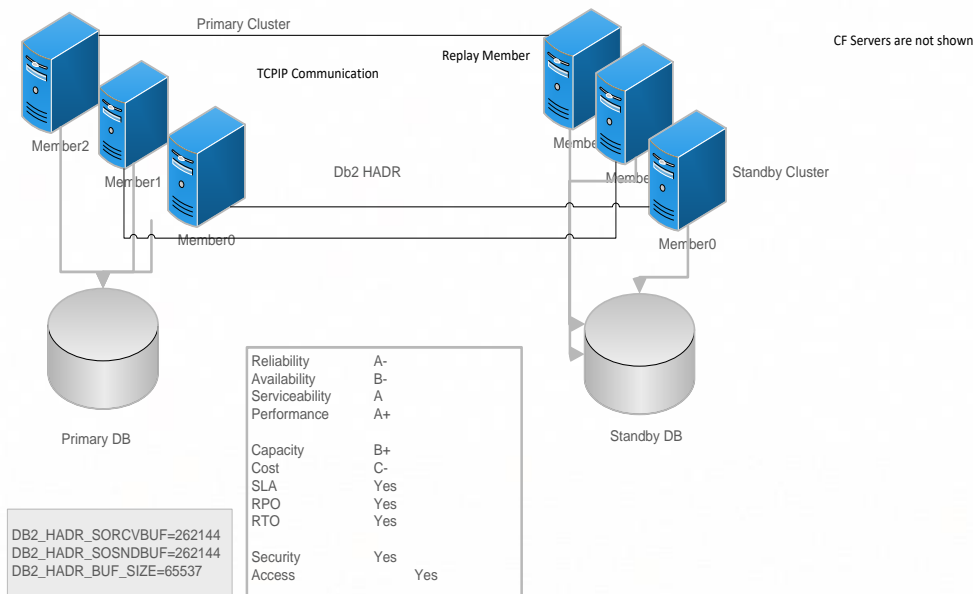 Primary Cluster
CF Servers are not shown
Replay Member
TCPIP Communication
Member2
Db2 HADR
Standby Cluster
Member1
Member0
Member0
Primary DB
Standby DB
Reliability A-
Availability B-
Serviceability A
Performance A+
Capacity B+
Cost C-
SLA Yes
RPO Yes
RTO Yes
Security Yes
Access Yes
DB2_HADR_SORCVBUF=262144
DB2_HADR_SOSNDBUF=262144
DB2_HADR_BUF_SIZE=65537